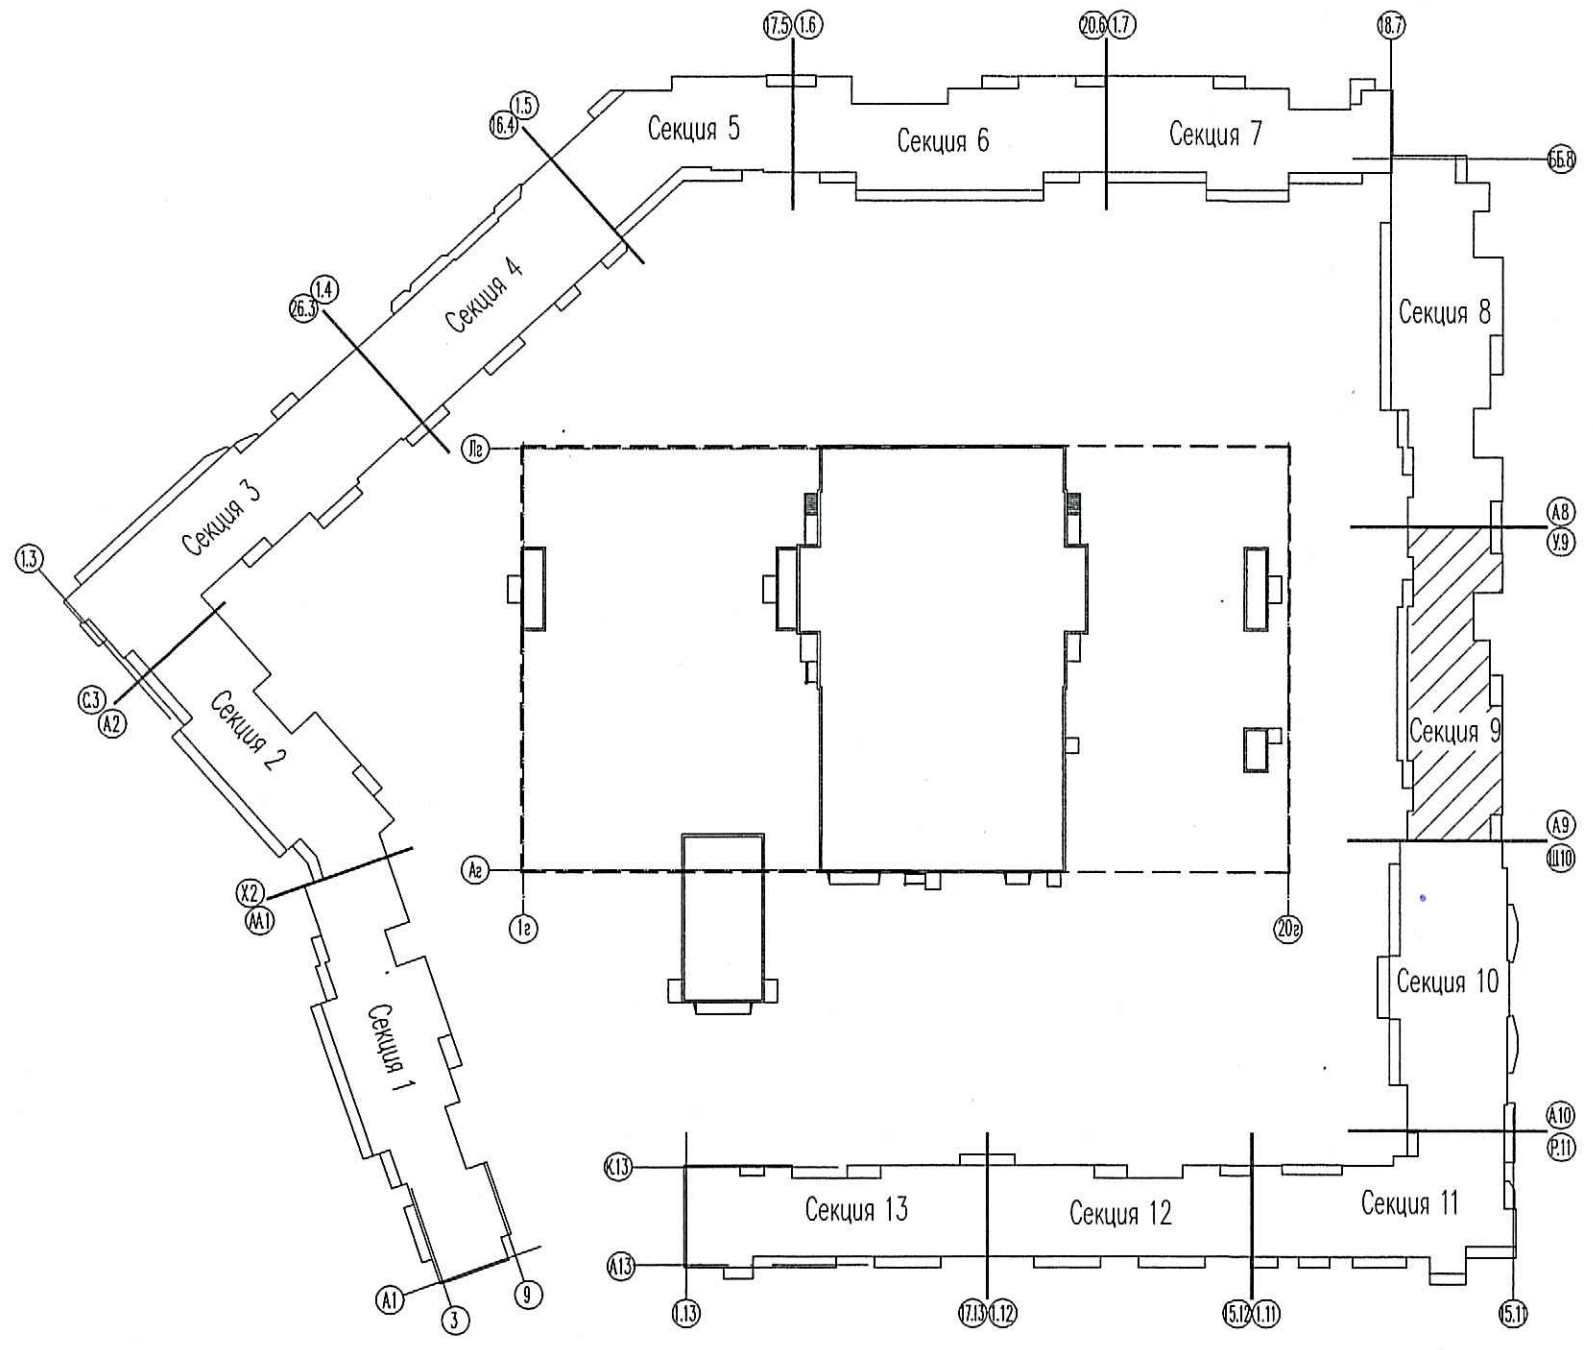 17.5 1.6
20.6 1.7
18.7
1.5
16.4
Секция 5
Секция 6
Секция 7
ББ.8
1.4
26.3
Секция 4
Секция 8
Лг
Секция 3
А8
У.9
1.3
С.3
А2
Секция 2
Секция 9
А9
Ш10
Аг
Х2
АА.1
1г
20г
Секция 10
Секция 1
А10
Р.11
К.13
Секция 13
Секция 12
Секция 11
А13
А1
9
3
1.13
17.13 1.12
15.12 1.11
15.11